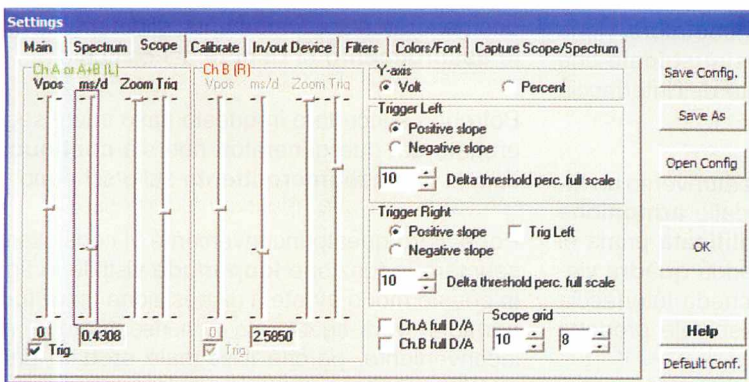 Settings
Main Spectrum Scope Calibrate In/out Device Filters Colors/Font Capture Scope/Spectrum
Ch A or A+B (L)
Vpos ms/d Zoom Trig
0 0.4308
Trig.
Ch B (R)
Vpos ms/d Zoom Trig
0 2.5850
Trig.
Y-axis
Volt Percent
Trigger Left
Positive slope
Negative slope
10 Delta threshold perc. full scale
Trigger Right
Positive slope Trig Left
Negative slope
10 Delta threshold perc. full scale
Ch.A full D/A
Ch.B full D/A
Scope grid
10 8
Save Config.
Save As
Open Config
OK
Help
Default Conf.